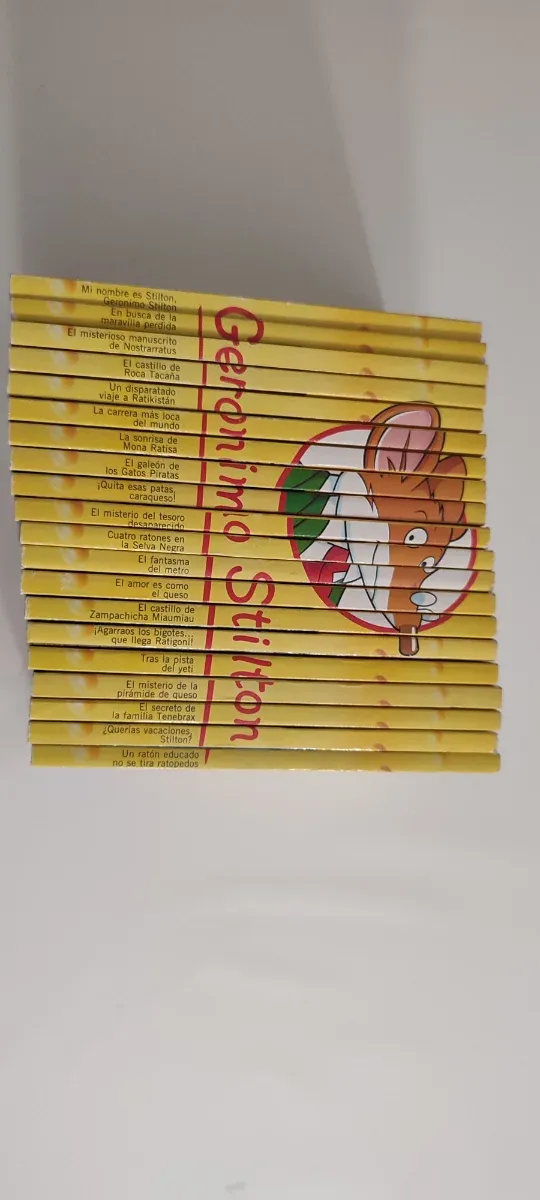 Mi nombre es Stilton,
Geronimo Stilton
En busca de la
maravilla perdida
El misterioso manuscrito
de Nostrarratus
El castillo de
Roca Tacaña
Un disparatado
viaje a Ratikistán
La carrera más loca
del mundo
La sonrisa de
Mona Ratisa
El galeón de
los Gatos Piratas
¡Quita esas patas,
caraqueso!
El misterio del tesoro
desaparecido
Cuatro ratones en
la Selva Negra
El fantasma
del metro
El amor es como
el queso
El castillo de
Zampachicha Miaumiau
¡Agarraos los bigotes...
que llega Ratigoni!
Tras la pista
del yeti
El misterio de la
pirámide de queso
El secreto de
la familia Tenebrax
¿Querías vacaciones,
Stilton?
Un ratón educado
no se tira ratopedos
Geronimo Stilton